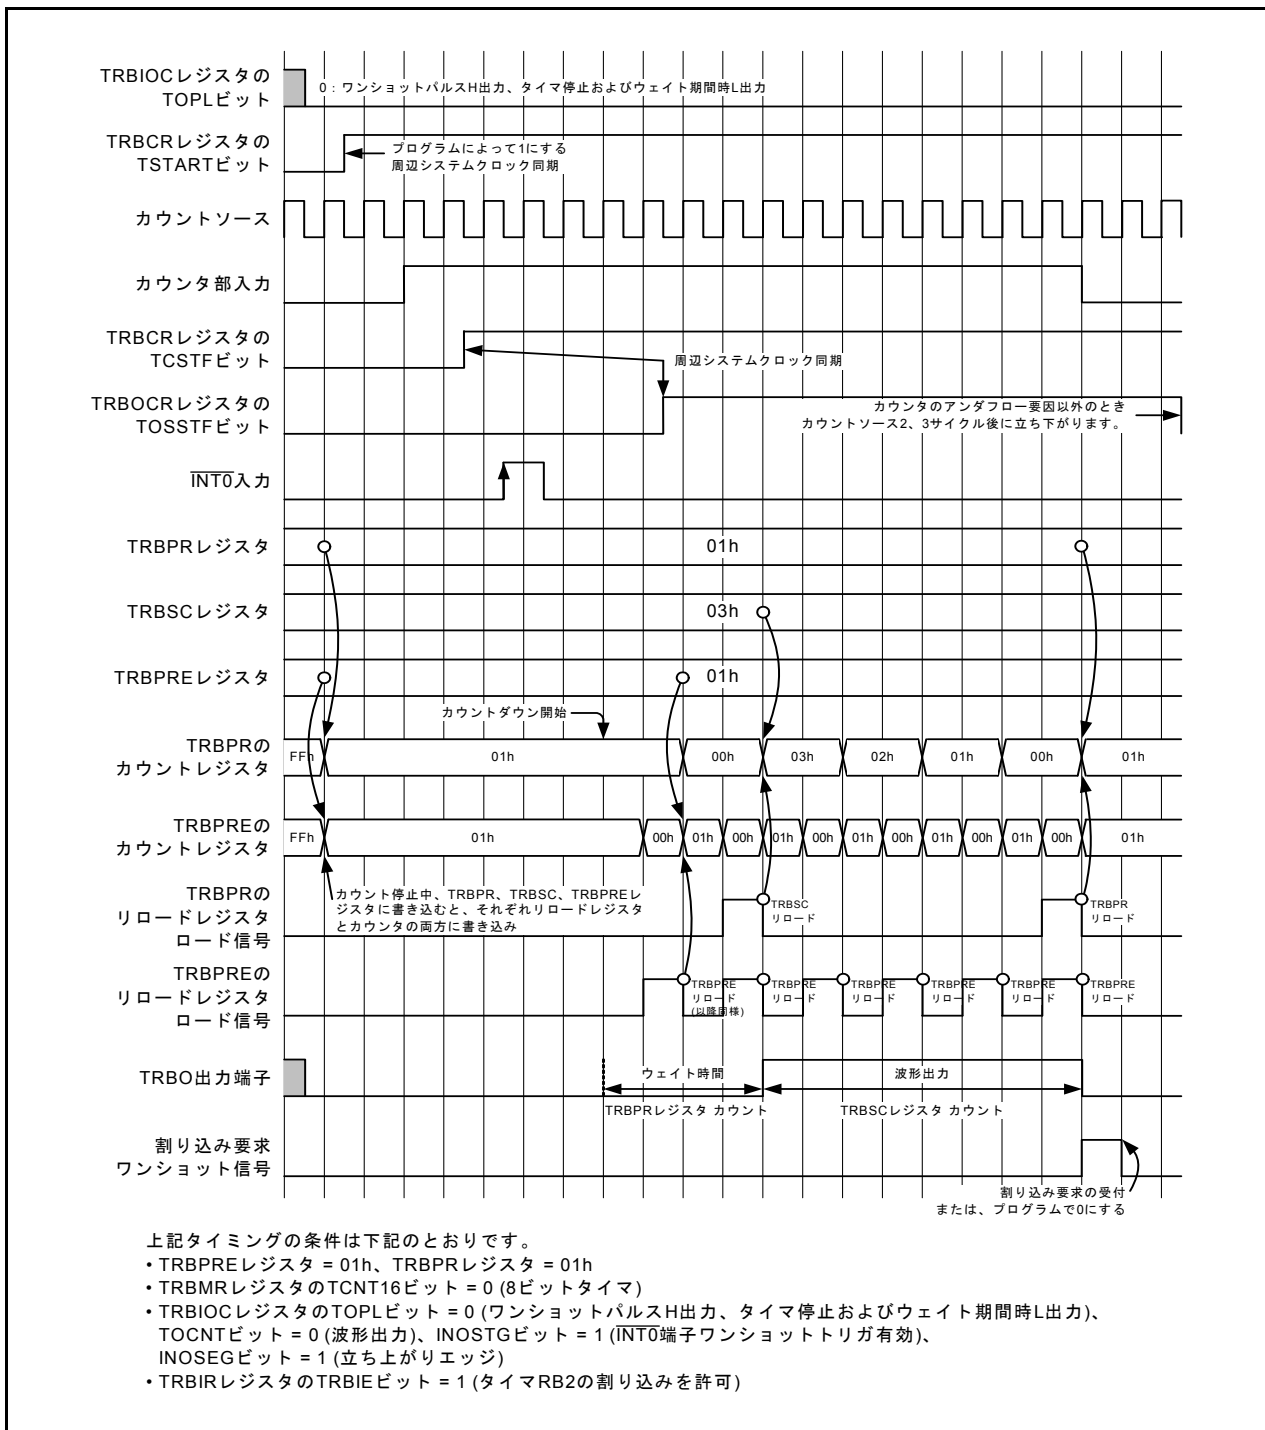 TRBIOCレジスタの
TOPLビット
0：ワンショットパルスH出力、タイマ停止およびウェイト期間時L出力
TRBCRレジスタの
TSTARTビット
プログラムによって1にする
周辺システムクロック同期
カウントソース
カウンタ部入力
TRBCRレジスタの
TCSTFビット
周辺システムクロック同期
TRBOCRレジスタの
TOSSTFビット
カウンタのアンダフロー要因以外のとき
カウントソース2、3サイクル後に立ち下がります。
INT0入力
TRBPRレジスタ
01h
TRBSCレジスタ
03h
TRBPREレジスタ
01h
カウントダウン開始
TRBPRの
カウントレジスタ
FFh 01h 00h 03h 02h 01h 00h 01h
TRBPREの
カウントレジスタ
FFh 01h 00h 01h 00h 01h 00h 01h 00h 01h 00h 01h 00h 01h
カウント停止中、TRBPR、TRBSC、TRBPREレ
ジスタに書き込むと、それぞれリロードレジスタ
とカウンタの両方に書き込み
TRBPRの
リロードレジスタ
ロード信号
TRBSC
リロード
TRBPR
リロード
TRBPREの
リロードレジスタ
ロード信号
TRBPRE
リロード
(以降同様)
TRBPRE
リロード
TRBPRE
リロード
TRBPRE
リロード
TRBPRE
リロード
TRBPRE
リロード
TRBO出力端子
ウェイト時間
波形出力
TRBPRレジスタ カウント
TRBSCレジスタ カウント
割り込み要求
ワンショット信号
割り込み要求の受付
または、プログラムで0にする
上記タイミングの条件は下記のとおりです。
• TRBPREレジスタ = 01h、TRBPRレジスタ = 01h
• TRBMRレジスタのTCNT16ビット = 0 (8ビットタイマ)
• TRBIOCレジスタのTOPLビット = 0 (ワンショットパルスH出力、タイマ停止およびウェイト期間時L出力)、
TOCNTビット = 0 (波形出力)、INOSTGビット = 1 (INT0端子ワンショットトリガ有効)、
INOSEGビット = 1 (立ち上がりエッジ)
• TRBIRレジスタのTRBIEビット = 1 (タイマRB2の割り込みを許可)